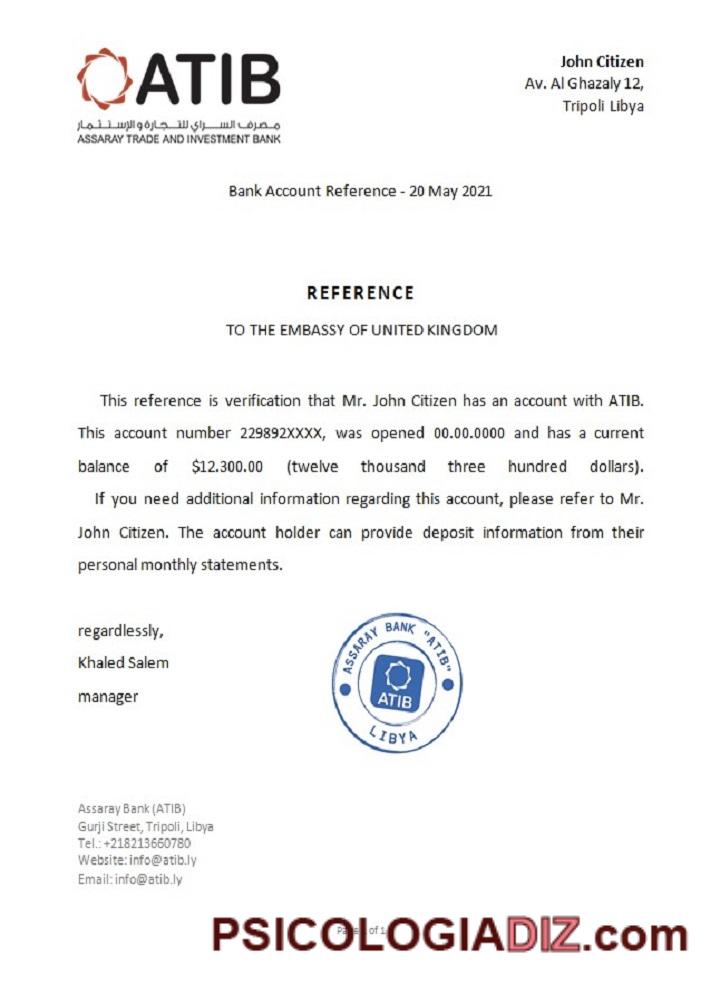 ATIB
مصرف السراي للتجارة والإستثمار
ASSARAY TRADE AND INVESTMENT BANK
John Citizen
Av. Al Ghazaly 12,
Tripoli Libya
Bank Account Reference - 20 May 2021
REFERENCE
TO THE EMBASSY OF UNITED KINGDOM
This reference is verification that Mr. John Citizen has an account with ATIB.
This account number 229892XXXX, was opened 00.00.0000 and has a current
balance of $12.300.00 (twelve thousand three hundred dollars).
If you need additional information regarding this account, please refer to Mr.
John Citizen. The account holder can provide deposit information from their
personal monthly statements.
regardlessly,
Khaled Salem
manager
ASSARAY BANK "ATIB"
ATIB
LIBYA
Assaray Bank (ATIB)
Gurji Street, Tripoli, Libya
Tel.: +218213660780
Website: info@atib.ly
Email: info@atib.ly
of 1
PSICOLOGIADIZ.com